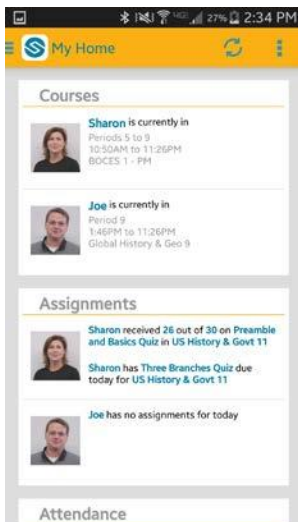 27% 2:34 PM
My Home
Courses
Sharon is currently in
Periods 5 to 9
10:50AM to 11:26PM
BOCES 1 - PM
Joe is currently in
Period 9
1:46PM to 11:26PM
Global History & Geo 9
Assignments
Sharon received 26 out of 30 on Preamble
and Basics Quiz in US History & Govt 11
Sharon has Three Branches Quiz due
today for US History & Govt 11
Joe has no assignments for today
Attendance